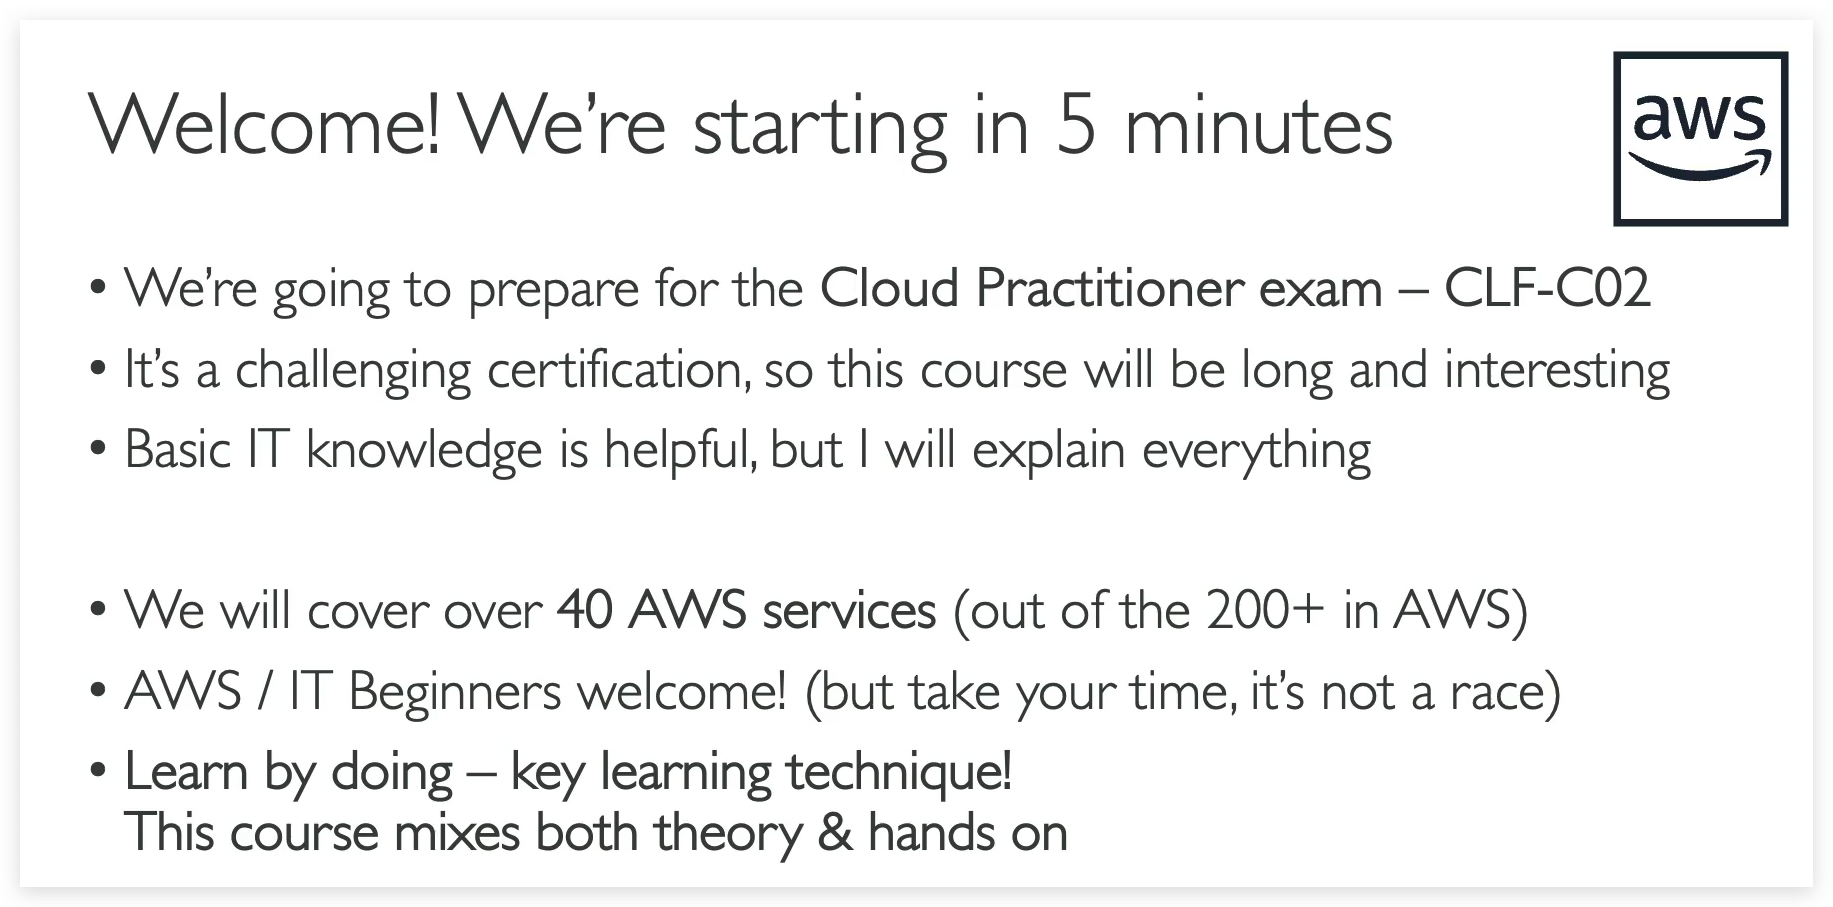 Welcome! We’re starting in 5 minutes
aws
• We’re going to prepare for the Cloud Practitioner exam – CLF-C02
• It’s a challenging certification, so this course will be long and interesting
• Basic IT knowledge is helpful, but I will explain everything
• We will cover over 40 AWS services (out of the 200+ in AWS)
• AWS / IT Beginners welcome! (but take your time, it’s not a race)
• Learn by doing – key learning technique!
This course mixes both theory & hands on